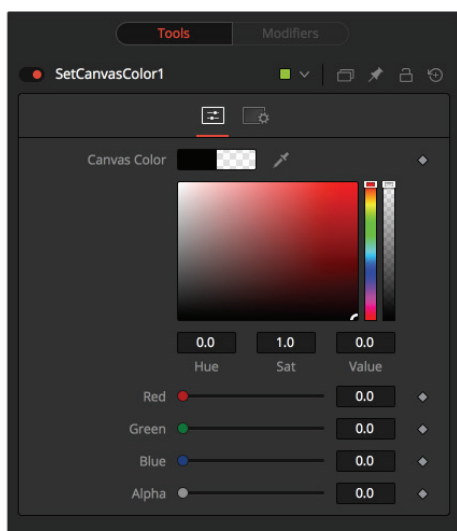 Tools Modifiers
SetCanvasColor1
Canvas Color
0.0 1.0 0.0
Hue Sat Value
Red 0.0
Green 0.0
Blue 0.0
Alpha 0.0